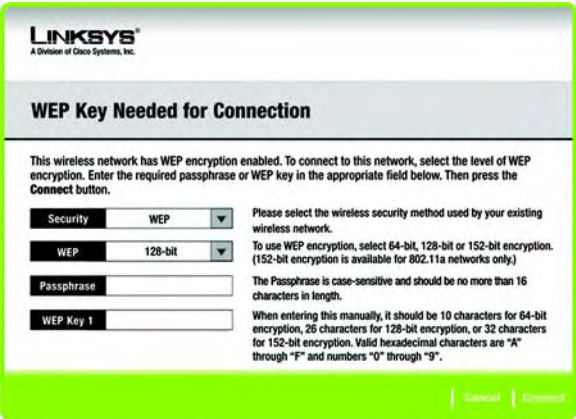 LINKSYS®
A Division of Cisco Systems, Inc.
WEP Key Needed for Connection
This wireless network has WEP encryption enabled. To connect to this network, select the level of WEP
encryption. Enter the required passphrase or WEP key in the appropriate field below. Then press the
Connect button.
Security WEP
Please select the wireless security method used by your existing
wireless network.
WEP 128-bit
To use WEP encryption, select 64-bit, 128-bit or 152-bit encryption.
(152-bit encryption is available for 802.11a networks only.)
Passphrase
The Passphrase is case-sensitive and should be no more than 16
characters in length.
WEP Key 1
When entering this manually, it should be 10 characters for 64-bit
encryption, 26 characters for 128-bit encryption, or 32 characters
for 152-bit encryption. Valid hexadecimal characters are "A"
through "F" and numbers "0" through "9".
Cancel Connect